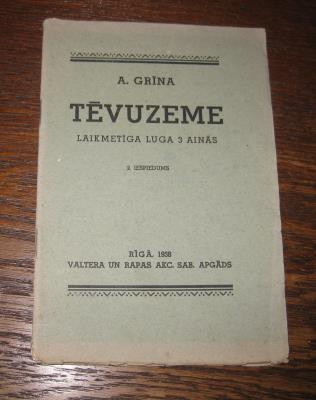 A. GRĪNA
TĒVUZEME
LAIKMETĪGA LUGA 3 AINĀS
2. IESPIEDUMS
RĪGĀ, 1938
VALTERA UN RAPAS AKC. SAB. APGĀDS